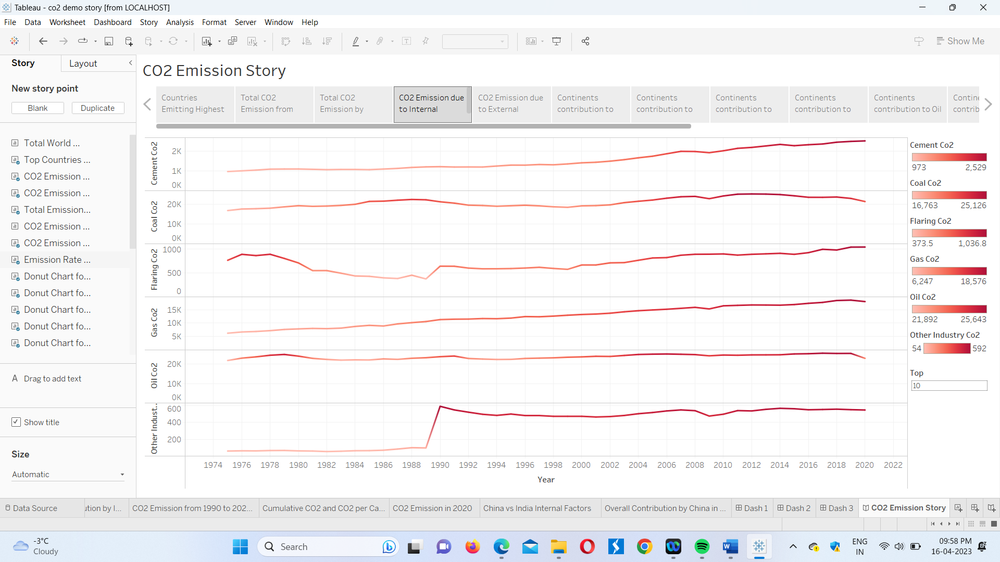 Tableau - co2 demo story [from LOCALHOST]
File Data Worksheet Dashboard Story Analysis Format Server Window Help
Show Me
Story Layout
New story point
Blank Duplicate
Total World ...
Top Countries ...
CO2 Emission ...
CO2 Emission ...
Total Emission...
CO2 Emission ...
CO2 Emission ...
Emission Rate ...
Donut Chart fo...
Donut Chart fo...
Donut Chart fo...
Donut Chart fo...
Donut Chart fo...
A Drag to add text
Show title
Size
Automatic
CO2 Emission Story
Countries
Emitting Highest
Total CO2
Emission from
Total CO2
Emission by
CO2 Emission due
to Internal
CO2 Emission due
to External
Continents
contribution to
Continents
contribution to
Continents
contribution to
Continents
contribution to
Continents
contribution to Oil
Contine
contrib
Cement Co2
2K
1K
0K
Coal Co2
20K
10K
0K
Flaring Co2
1000
500
0
Gas Co2
15K
10K
5K
Oil Co2
20K
10K
0K
Other Indust..
600
400
200
1974 1976 1978 1980 1982 1984 1986 1988 1990 1992 1994 1996 1998 2000 2002 2004 2006 2008 2010 2012 2014 2016 2018 2020 2022
Year
Cement Co2
973 2,529
Coal Co2
16,763 25,126
Flaring Co2
373.5 1,036.8
Gas Co2
6,247 18,576
Oil Co2
21,892 25,643
Other Industry Co2
54 592
Top
10
Data Source
ution by I...
CO2 Emission from 1990 to 202...
Cumulative CO2 and CO2 per Ca...
CO2 Emission in 2020
China vs India Internal Factors
Overall Contribution by China in ...
Dash 1
Dash 2
Dash 3
CO2 Emission Story
-3°C
Cloudy
Search
ENG
IN
09:58 PM
16-04-2023